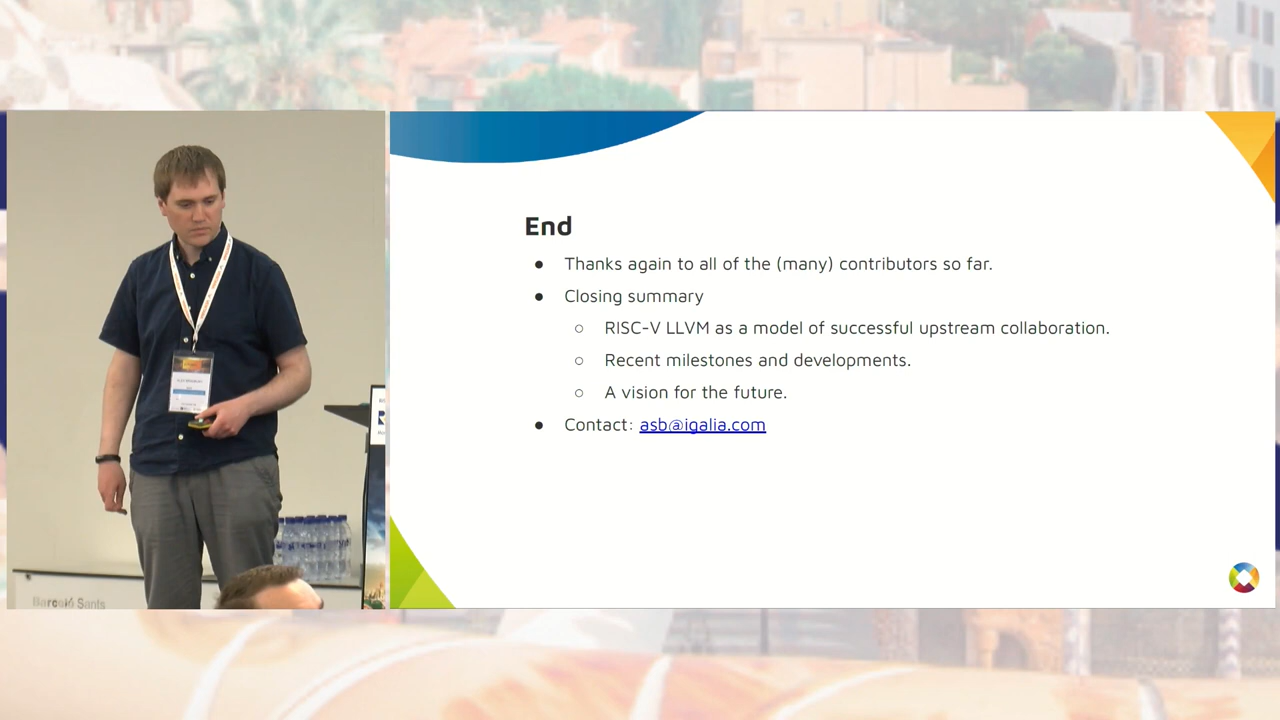 End
● Thanks again to all of the (many) contributors so far.
● Closing summary
○ RISC-V LLVM as a model of successful upstream collaboration.
○ Recent milestones and developments.
○ A vision for the future.
● Contact: asb@igalia.com
Barceló Sants